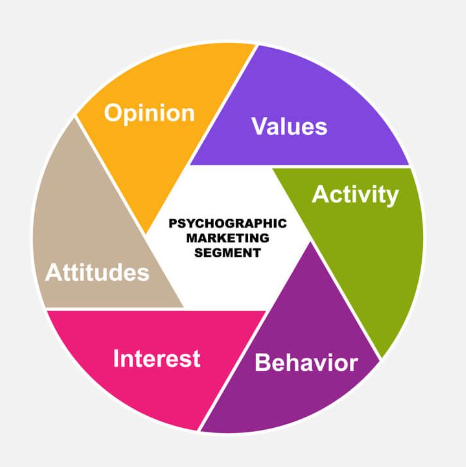 Opinion
Values
Activity
PSYCHOGRAPHIC
MARKETING
SEGMENT
Attitudes
Interest
Behavior